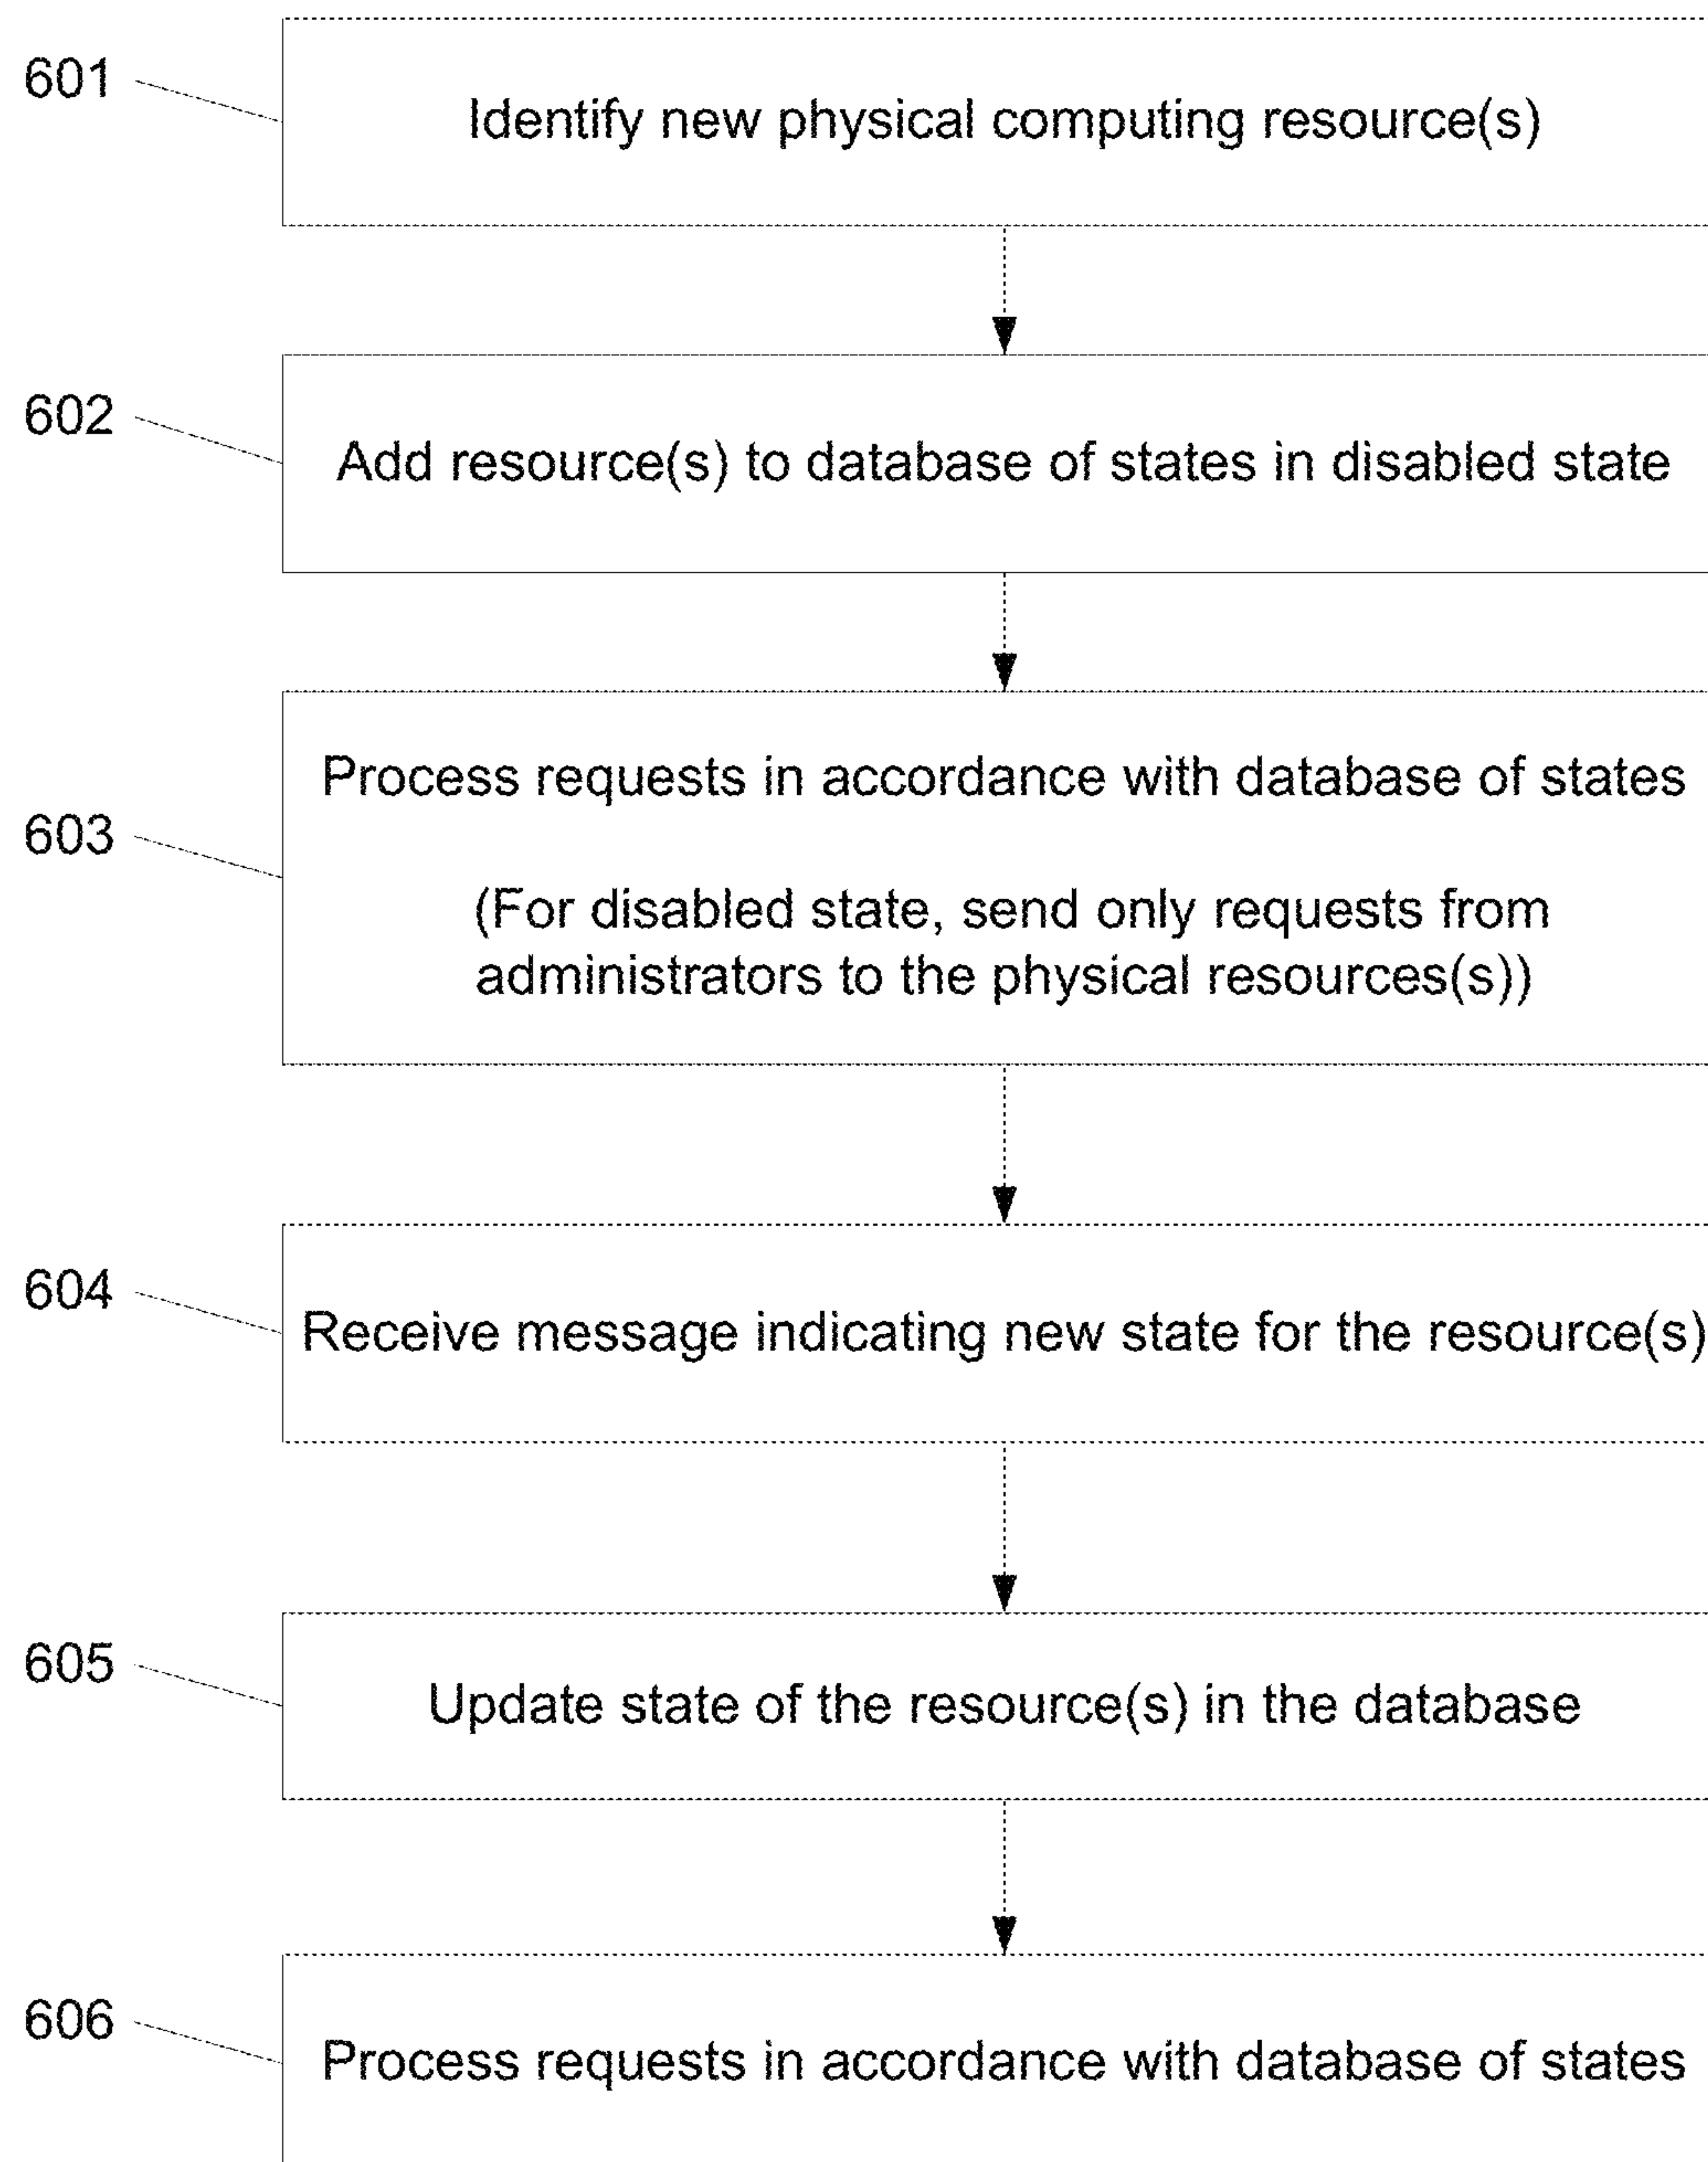 601
Identify new physical computing resource(s)
602
Add resource(s) to database of states in disabled state
603
Process requests in accordance with database of states
(For disabled state, send only requests from
administrators to the physical resources(s))
604
Receive message indicating new state for the resource(s)
605
Update state of the resource(s) in the database
606
Process requests in accordance with database of states